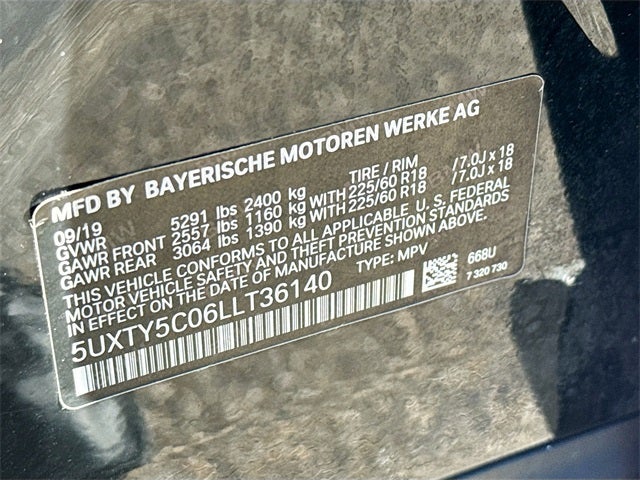 MFD BY BAYERISCHE MOTOREN WERKE AG
09/19 TIRE / RIM
GVWR 5291 lbs 2400 kg
GAWR FRONT 2557 lbs 1160 kg WITH 225/60 R18 / 7.0J x 18
GAWR REAR 3064 lbs 1390 kg WITH 225/60 R18 / 7.0J x 18
THIS VEHICLE CONFORMS TO ALL APPLICABLE U. S. FEDERAL
MOTOR VEHICLE SAFETY AND THEFT PREVENTION STANDARDS
IN EFFECT ON THE DATE OF MANUFACTURE SHOWN ABOVE.
TYPE: MPV 668U
5UXTY5C06LLT36140 7 320 730